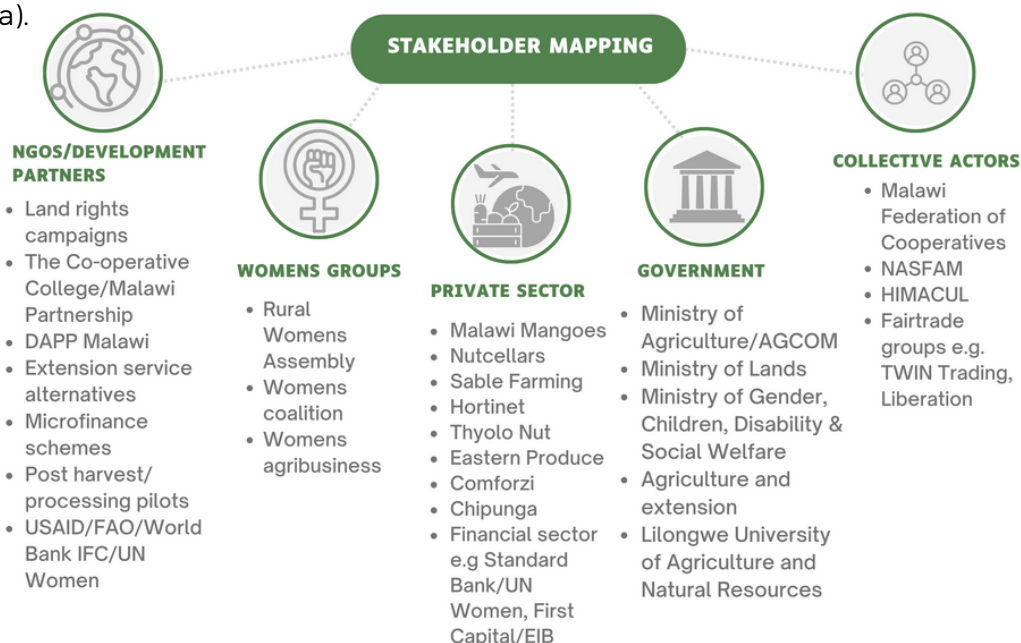 a).
STAKEHOLDER MAPPING
NGOS/DEVELOPMENT
PARTNERS
• Land rights
campaigns
• The Co-operative
College/Malawi
Partnership
• DAPP Malawi
• Extension service
alternatives
• Microfinance
schemes
• Post harvest/
processing pilots
• USAID/FAO/World
Bank IFC/UN
Women
WOMENS GROUPS
• Rural
Womens
Assembly
• Womens
coalition
• Womens
agribusiness
PRIVATE SECTOR
• Malawi Mangoes
• Nutcellars
• Sable Farming
• Hortinet
• Thyolo Nut
• Eastern Produce
• Comforzi
• Chipunga
• Financial sector
e.g Standard
Bank/UN
Women, First
Capital/EIB
GOVERNMENT
• Ministry of
Agriculture/AGCOM
• Ministry of Lands
• Ministry of Gender,
Children, Disability &
Social Welfare
• Agriculture and
extension
• Lilongwe University
of Agriculture and
Natural Resources
COLLECTIVE ACTORS
• Malawi
Federation of
Cooperatives
• NASFAM
• HIMACUL
• Fairtrade
groups e.g.
TWIN Trading,
Liberation